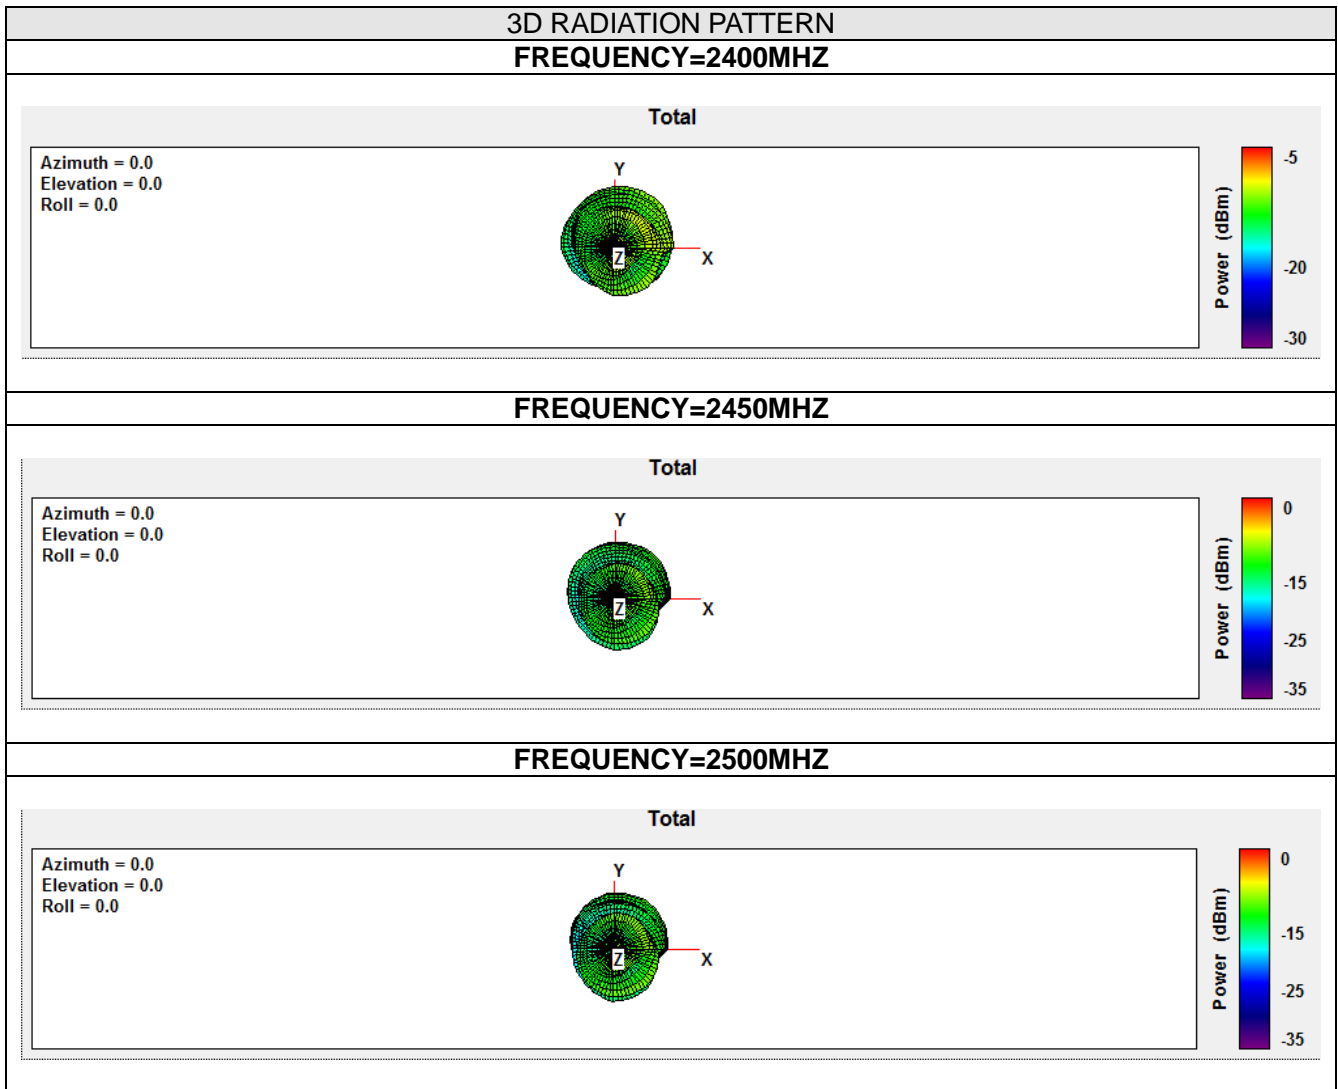 3D RADIATION PATTERN
FREQUENCY=2400MHZ
Total
Azimuth = 0.0
Elevation = 0.0
Roll = 0.0
Y
Z
X
Power (dBm)
-5
-20
-30
FREQUENCY=2450MHZ
Total
Azimuth = 0.0
Elevation = 0.0
Roll = 0.0
Y
Z
X
Power (dBm)
0
-15
-25
-35
FREQUENCY=2500MHZ
Total
Azimuth = 0.0
Elevation = 0.0
Roll = 0.0
Y
Z
X
Power (dBm)
0
-15
-25
-35